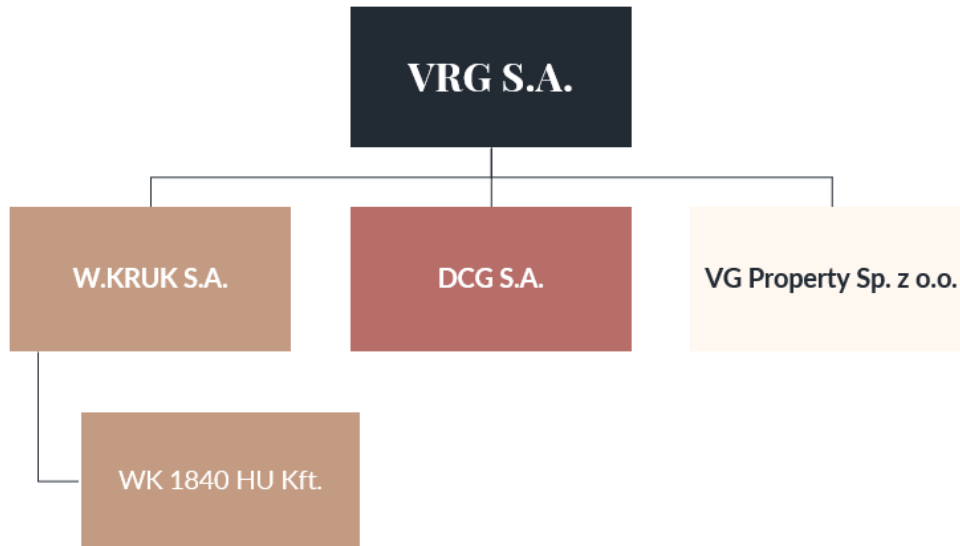 VRG S.A.
W.KRUK S.A.
DCG S.A.
VG Property Sp. z o.o.
WK 1840 HU Kft.